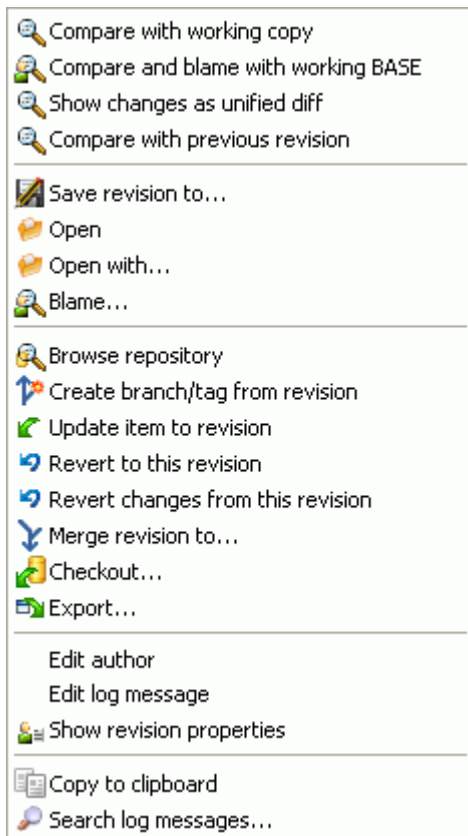 Compare with working copy
Compare and blame with working BASE
Show changes as unified diff
Compare with previous revision
Save revision to...
Open
Open with...
Blame...
Browse repository
Create branch/tag from revision
Update item to revision
Revert to this revision
Revert changes from this revision
Merge revision to...
Checkout...
Export...
Edit author
Edit log message
Show revision properties
Copy to clipboard
Search log messages...